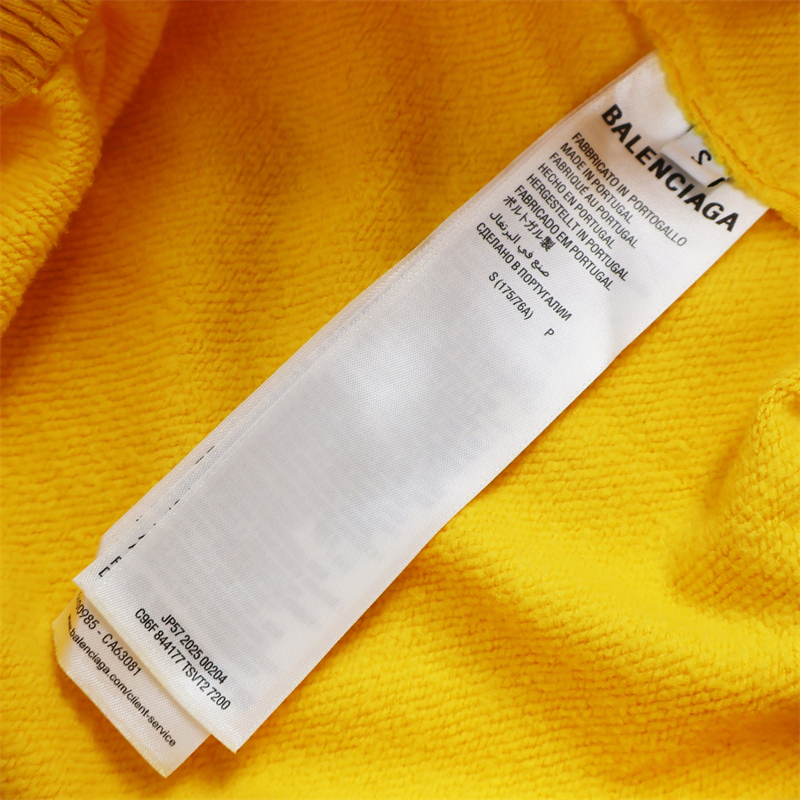 S
BALENCIAGA
FABBRICATO IN PORTOGALLO
MADE IN PORTUGAL
FABRIQUÉ AU PORTUGAL
HECHO EN PORTUGAL
HERGESTELLT IN PORTUGAL
FABRICADO EM PORTUGAL
ポルトガル製
صنع في البرتغال
СДЕЛАНО В ПОРТУГАЛИИ
S (175/76A) P
JP57 2025 00204
C96F 844177 TSVT2 7200
- CA63081
www.balenciaga.com/client-service